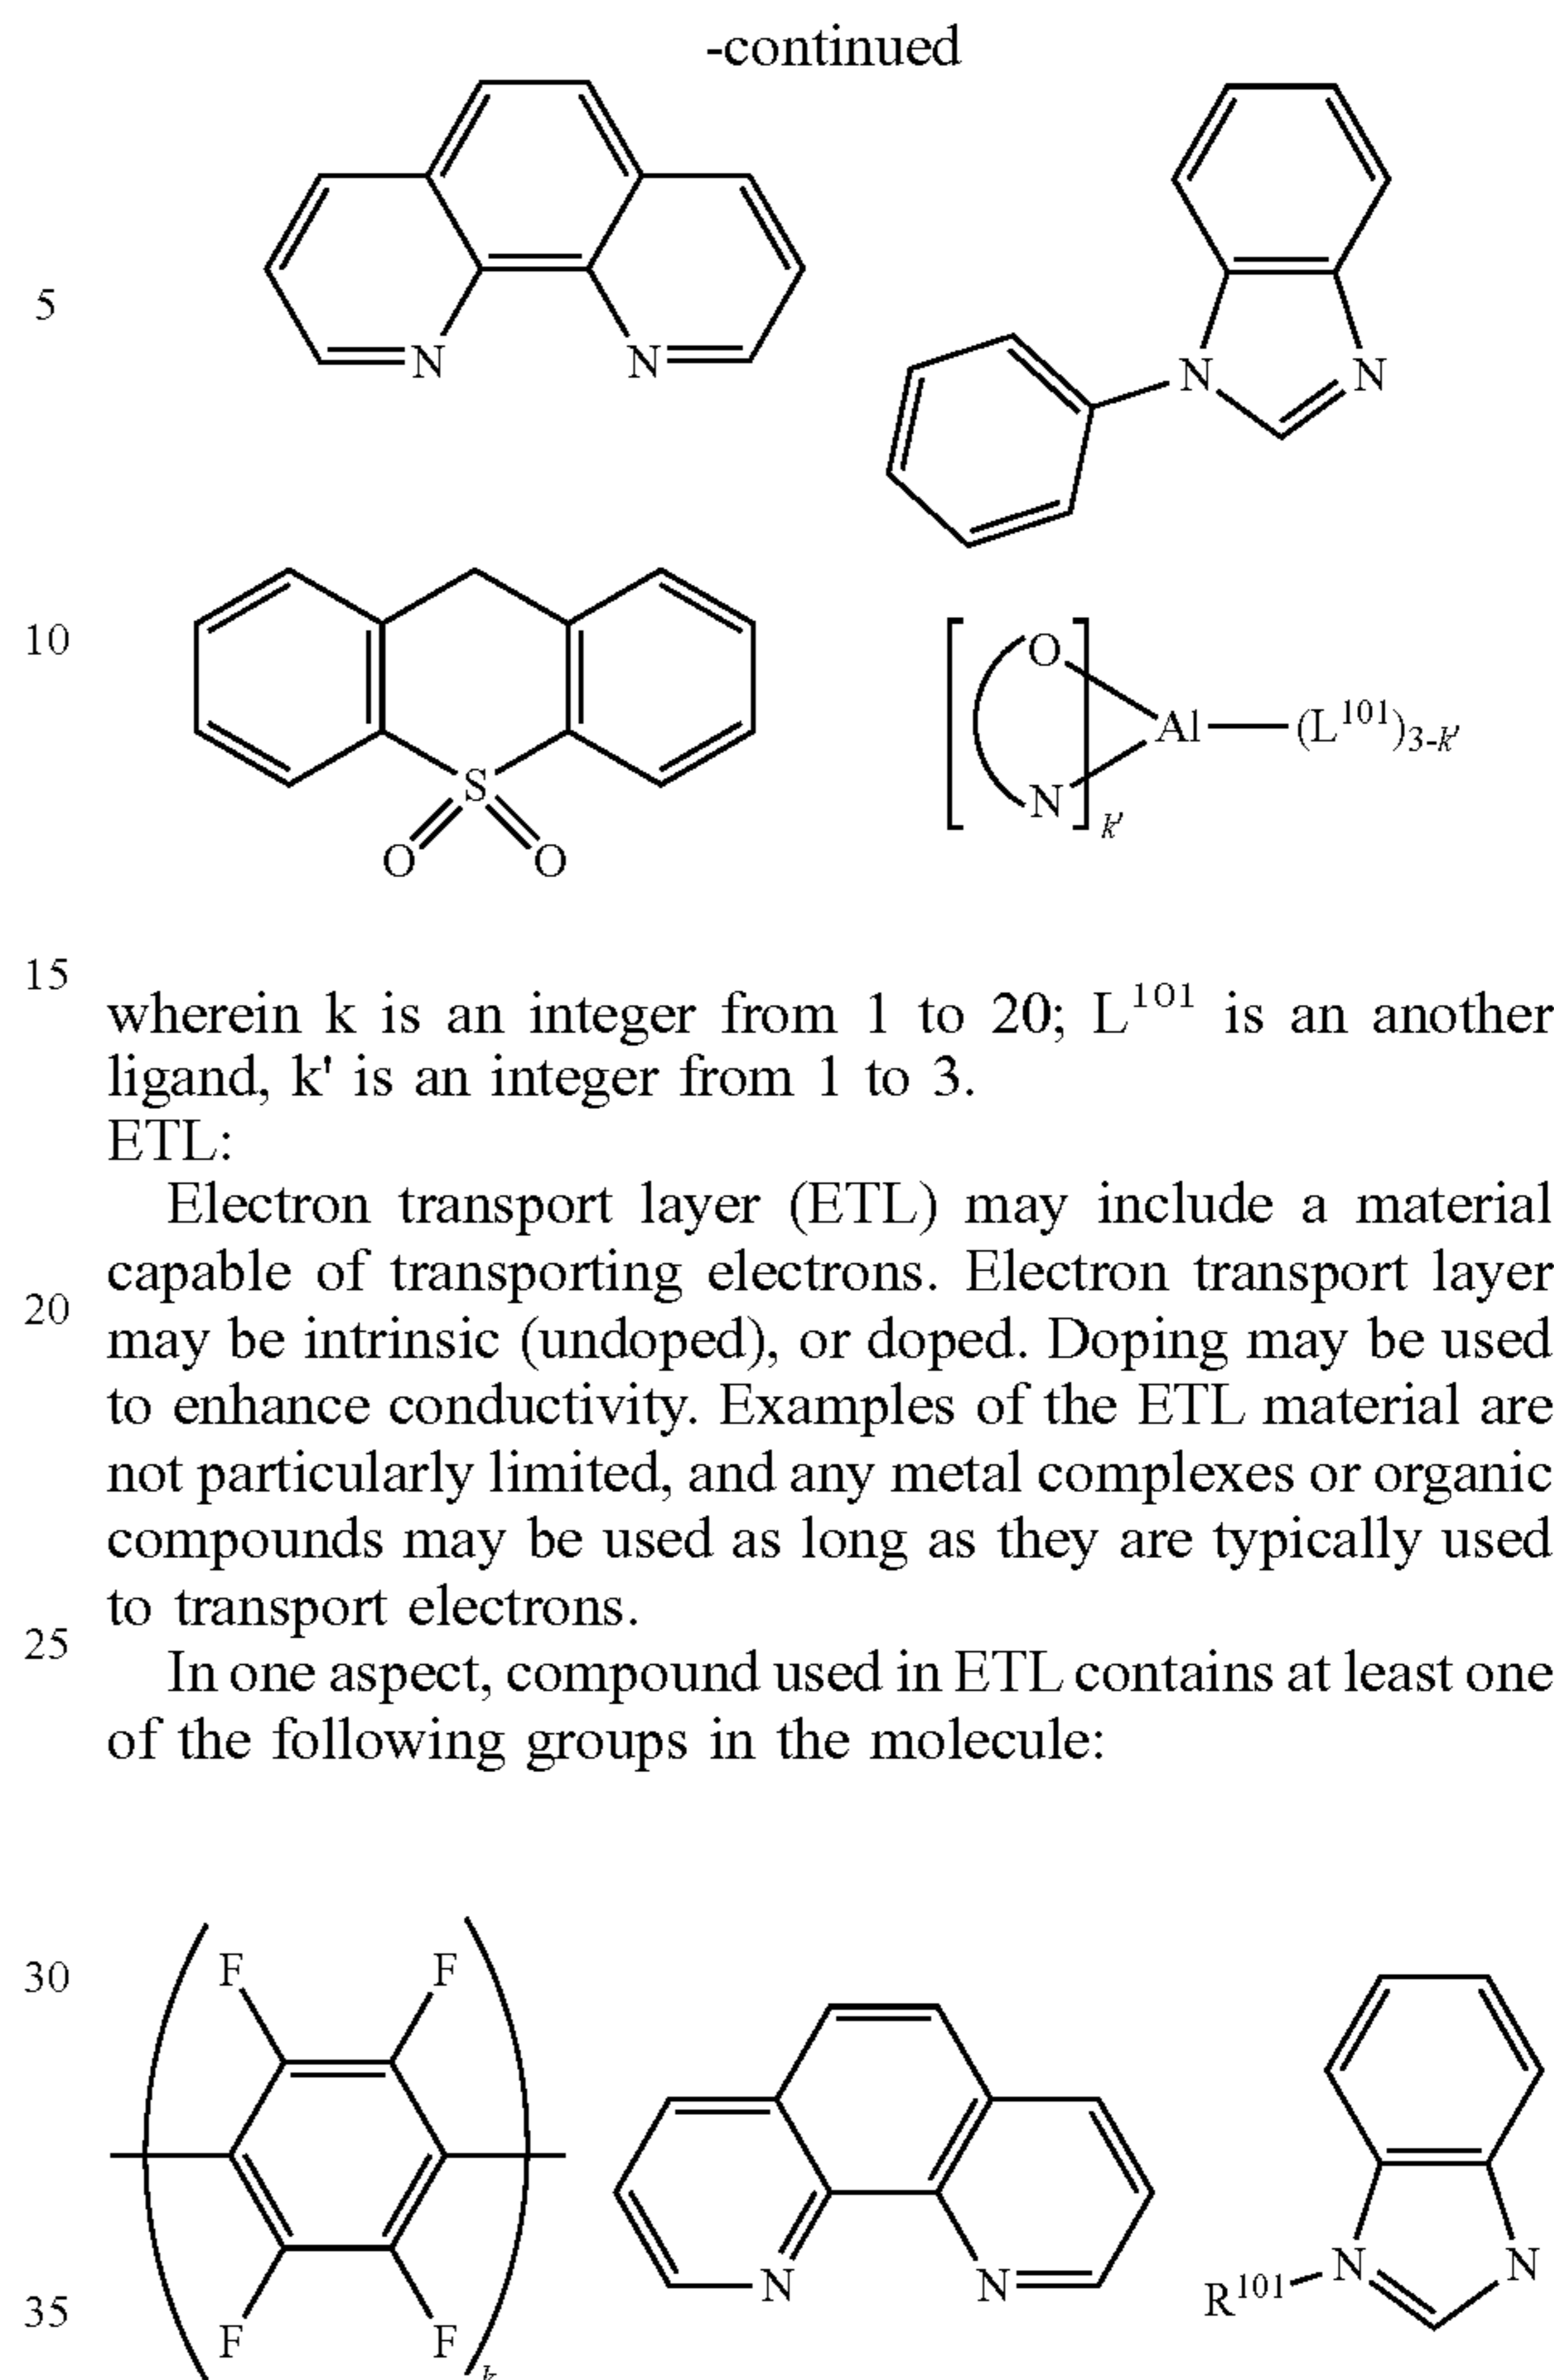 -continued
N N
N N
5
10
S
O O
O
N
Al (L101)3-k'
k'
15
wherein k is an integer from 1 to 20; L101 is an another
ligand, k' is an integer from 1 to 3.
ETL:
Electron transport layer (ETL) may include a material
capable of transporting electrons. Electron transport layer
20
may be intrinsic (undoped), or doped. Doping may be used
to enhance conductivity. Examples of the ETL material are
not particularly limited, and any metal complexes or organic
compounds may be used as long as they are typically used
to transport electrons.
25
In one aspect, compound used in ETL contains at least one
of the following groups in the molecule:
30
F F
F F
k
N N
R101 N N
35